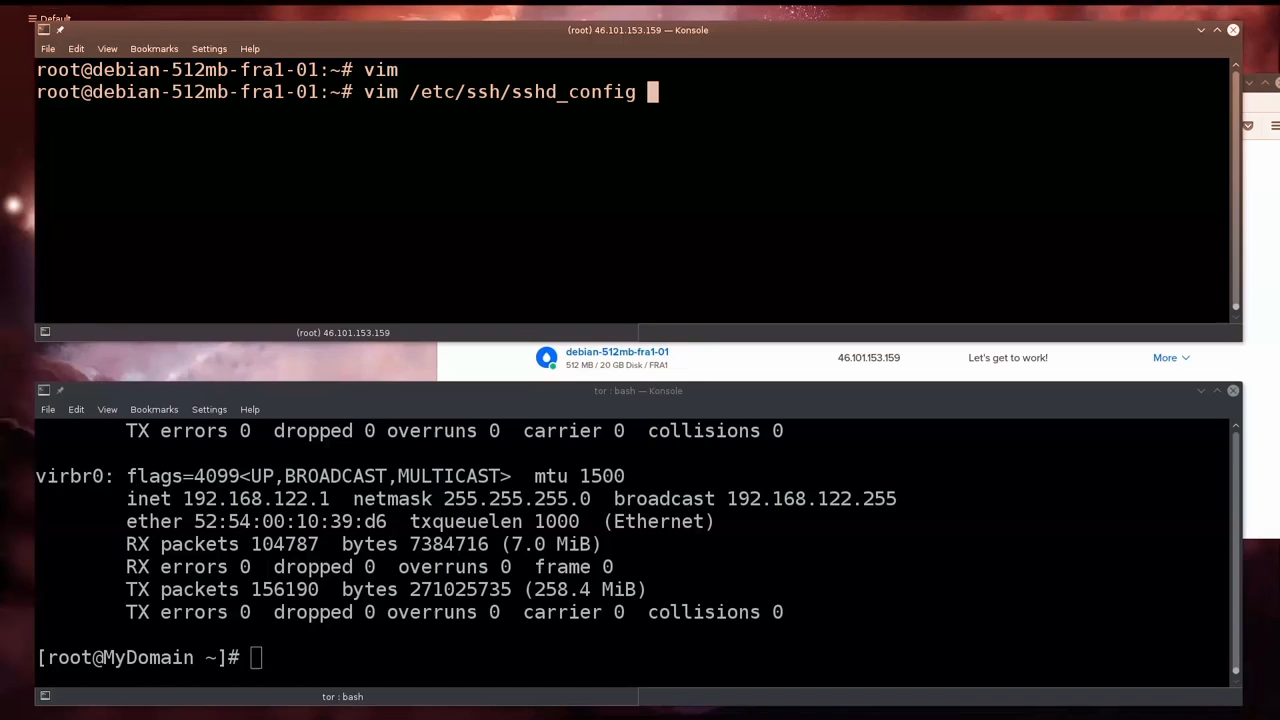 Default
(root) 46.101.153.159 — Konsole
File Edit View Bookmarks Settings Help
root@debian-512mb-fra1-01:~# vim
root@debian-512mb-fra1-01:~# vim /etc/ssh/sshd_config
(root) 46.101.153.159
debian-512mb-fra1-01 46.101.153.159 Let's get to work! More
512 MB / 20 GB Disk / FRA1
tor : bash — Konsole
File Edit View Bookmarks Settings Help
TX errors 0 dropped 0 overruns 0 carrier 0 collisions 0
virbr0: flags=4099<UP,BROADCAST,MULTICAST> mtu 1500
inet 192.168.122.1 netmask 255.255.255.0 broadcast 192.168.122.255
ether 52:54:00:10:39:d6 txqueuelen 1000 (Ethernet)
RX packets 104787 bytes 7384716 (7.0 MiB)
RX errors 0 dropped 0 overruns 0 frame 0
TX packets 156190 bytes 271025735 (258.4 MiB)
TX errors 0 dropped 0 overruns 0 carrier 0 collisions 0
[root@MyDomain ~]#
tor : bash